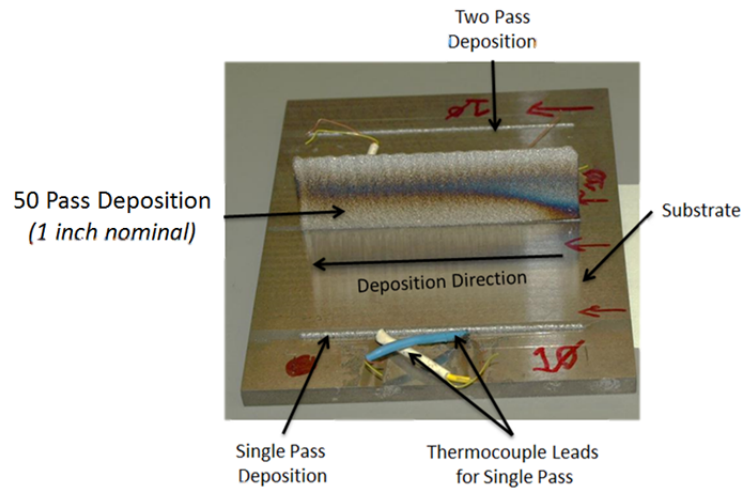 Two Pass
Deposition
50 Pass Deposition
(1 inch nominal)
Substrate
Deposition Direction
Single Pass
Deposition
Thermocouple Leads
for Single Pass